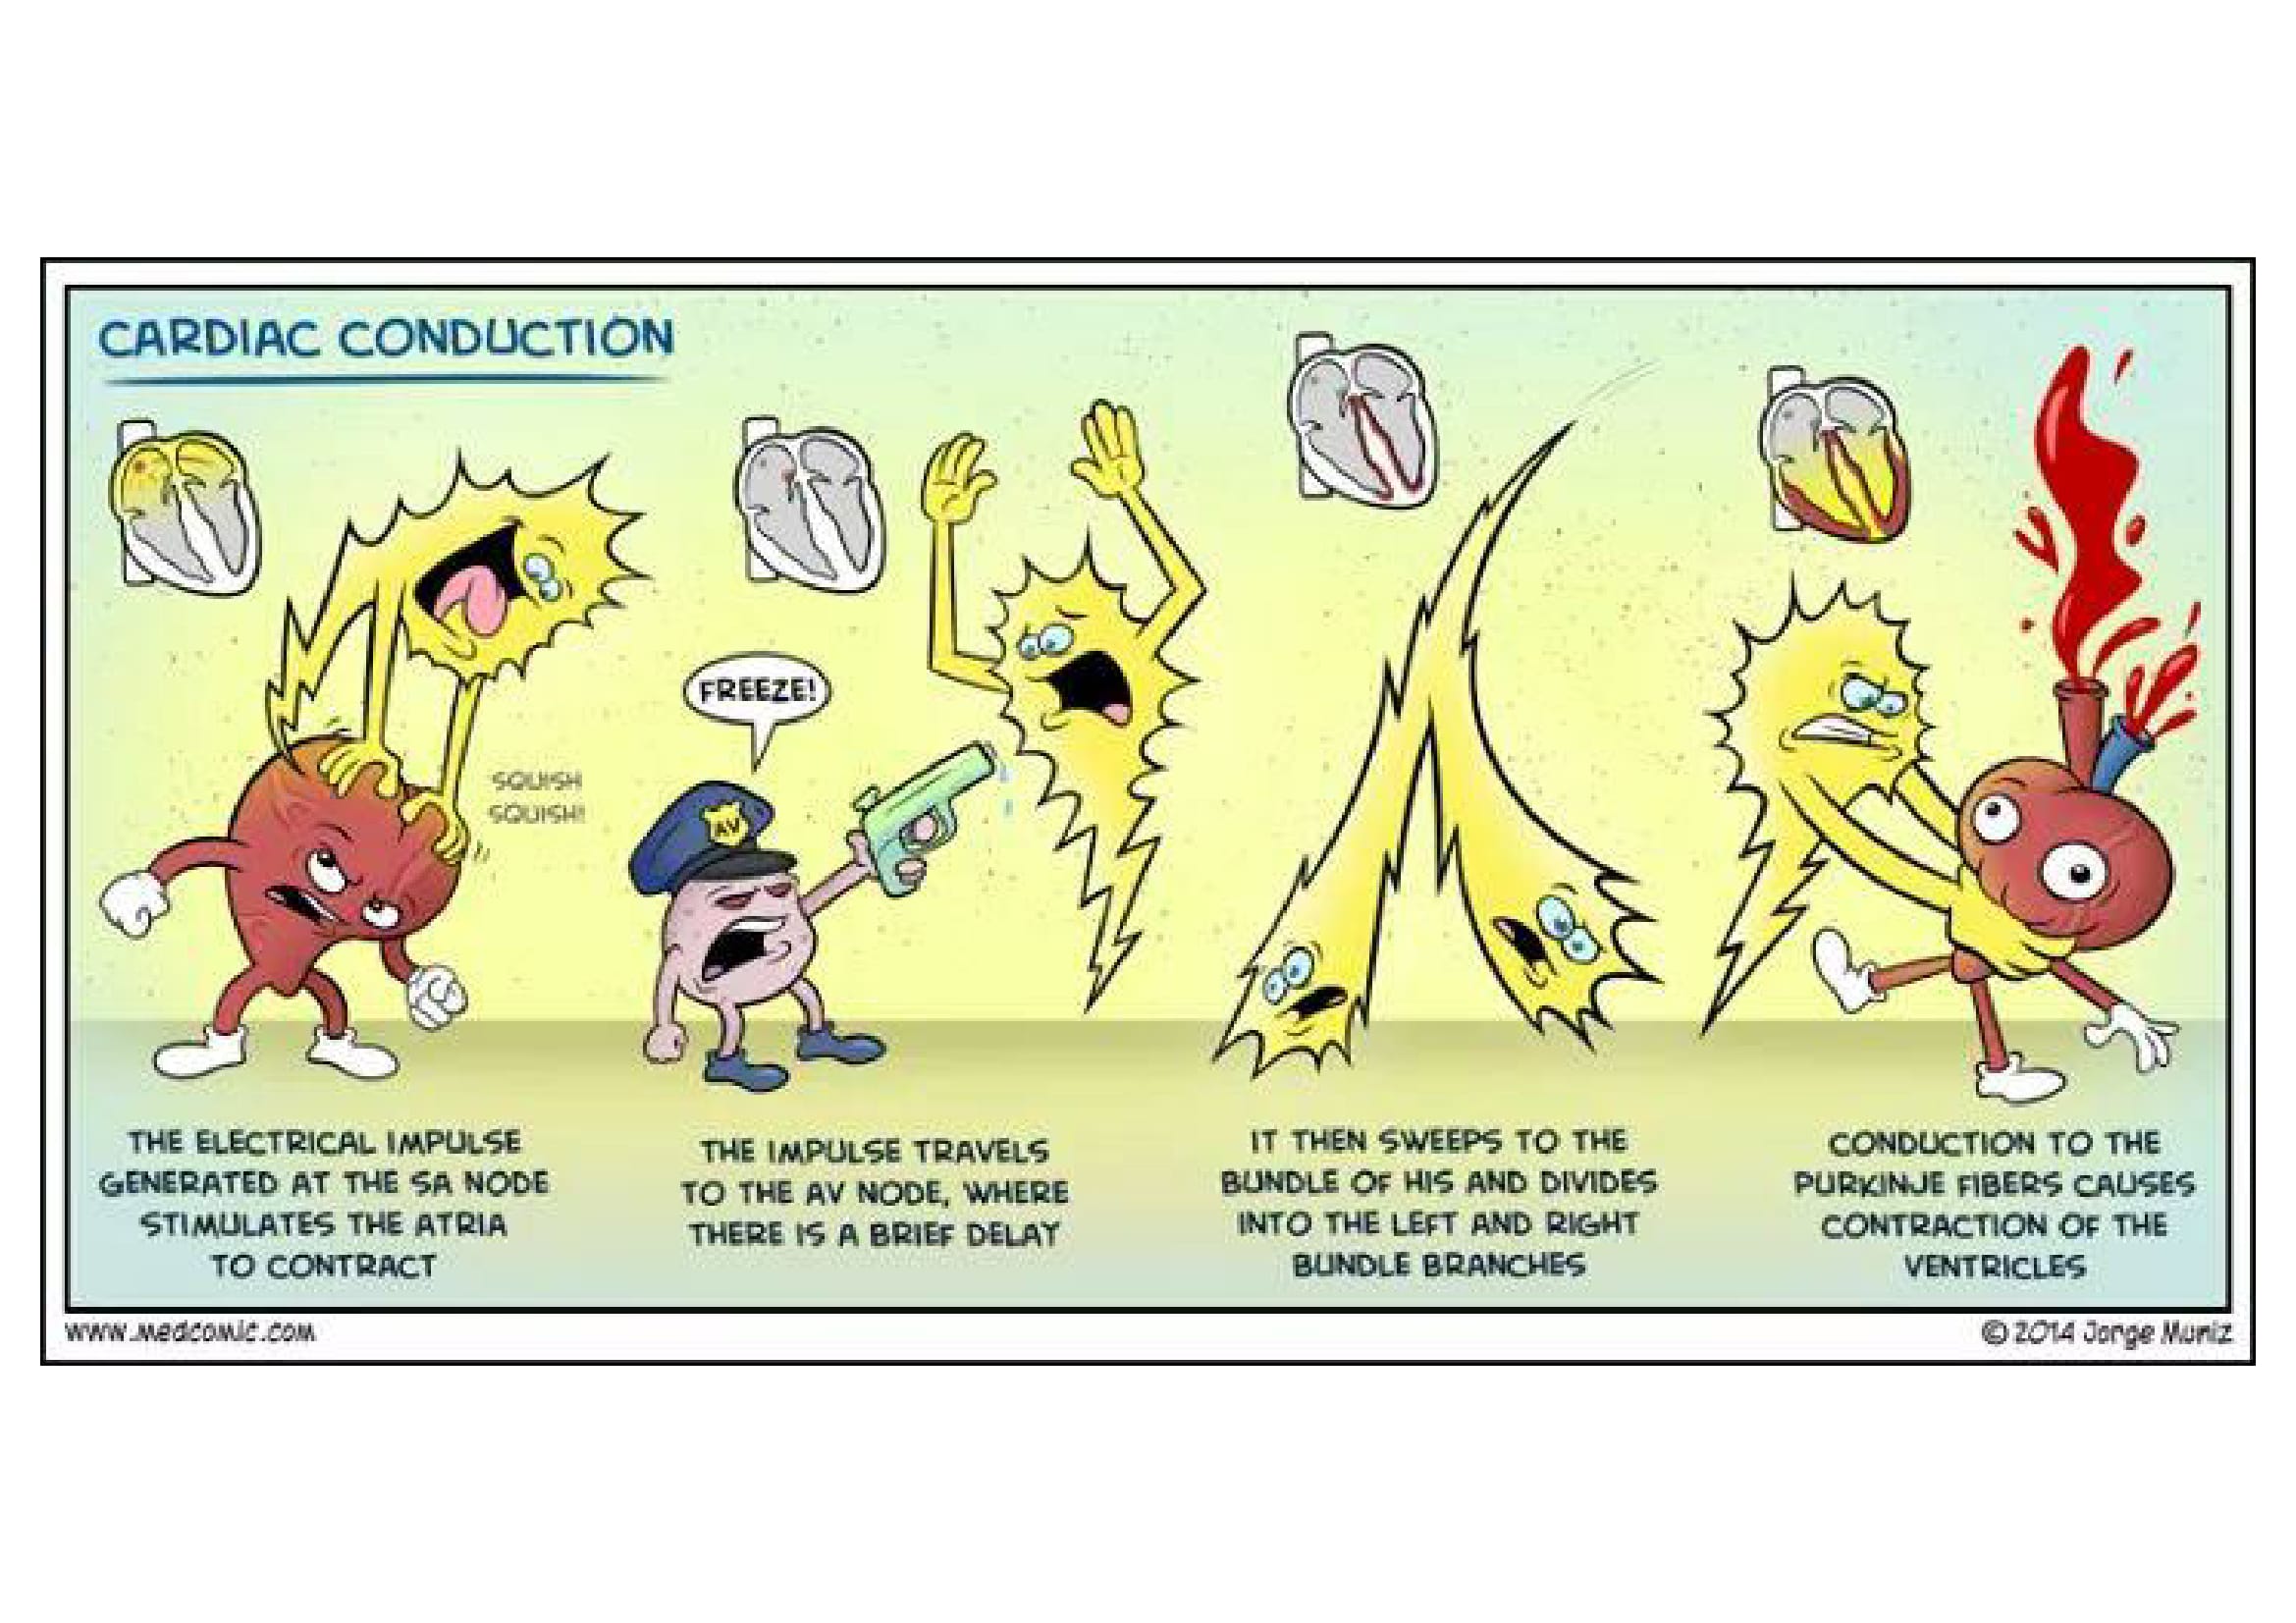 CARDIAC CONDUCTION
SQUISH
SQUISH!
FREEZE!
AV
THE ELECTRICAL IMPULSE
GENERATED AT THE SA NODE
STIMULATES THE ATRIA
TO CONTRACT
THE IMPULSE TRAVELS
TO THE AV NODE, WHERE
THERE IS A BRIEF DELAY
IT THEN SWEEPS TO THE
BUNDLE OF HIS AND DIVIDES
INTO THE LEFT AND RIGHT
BUNDLE BRANCHES
CONDUCTION TO THE
PURKINJE FIBERS CAUSES
CONTRACTION OF THE
VENTRICLES
www.medcomic.com
© 2014 Jorge Muniz